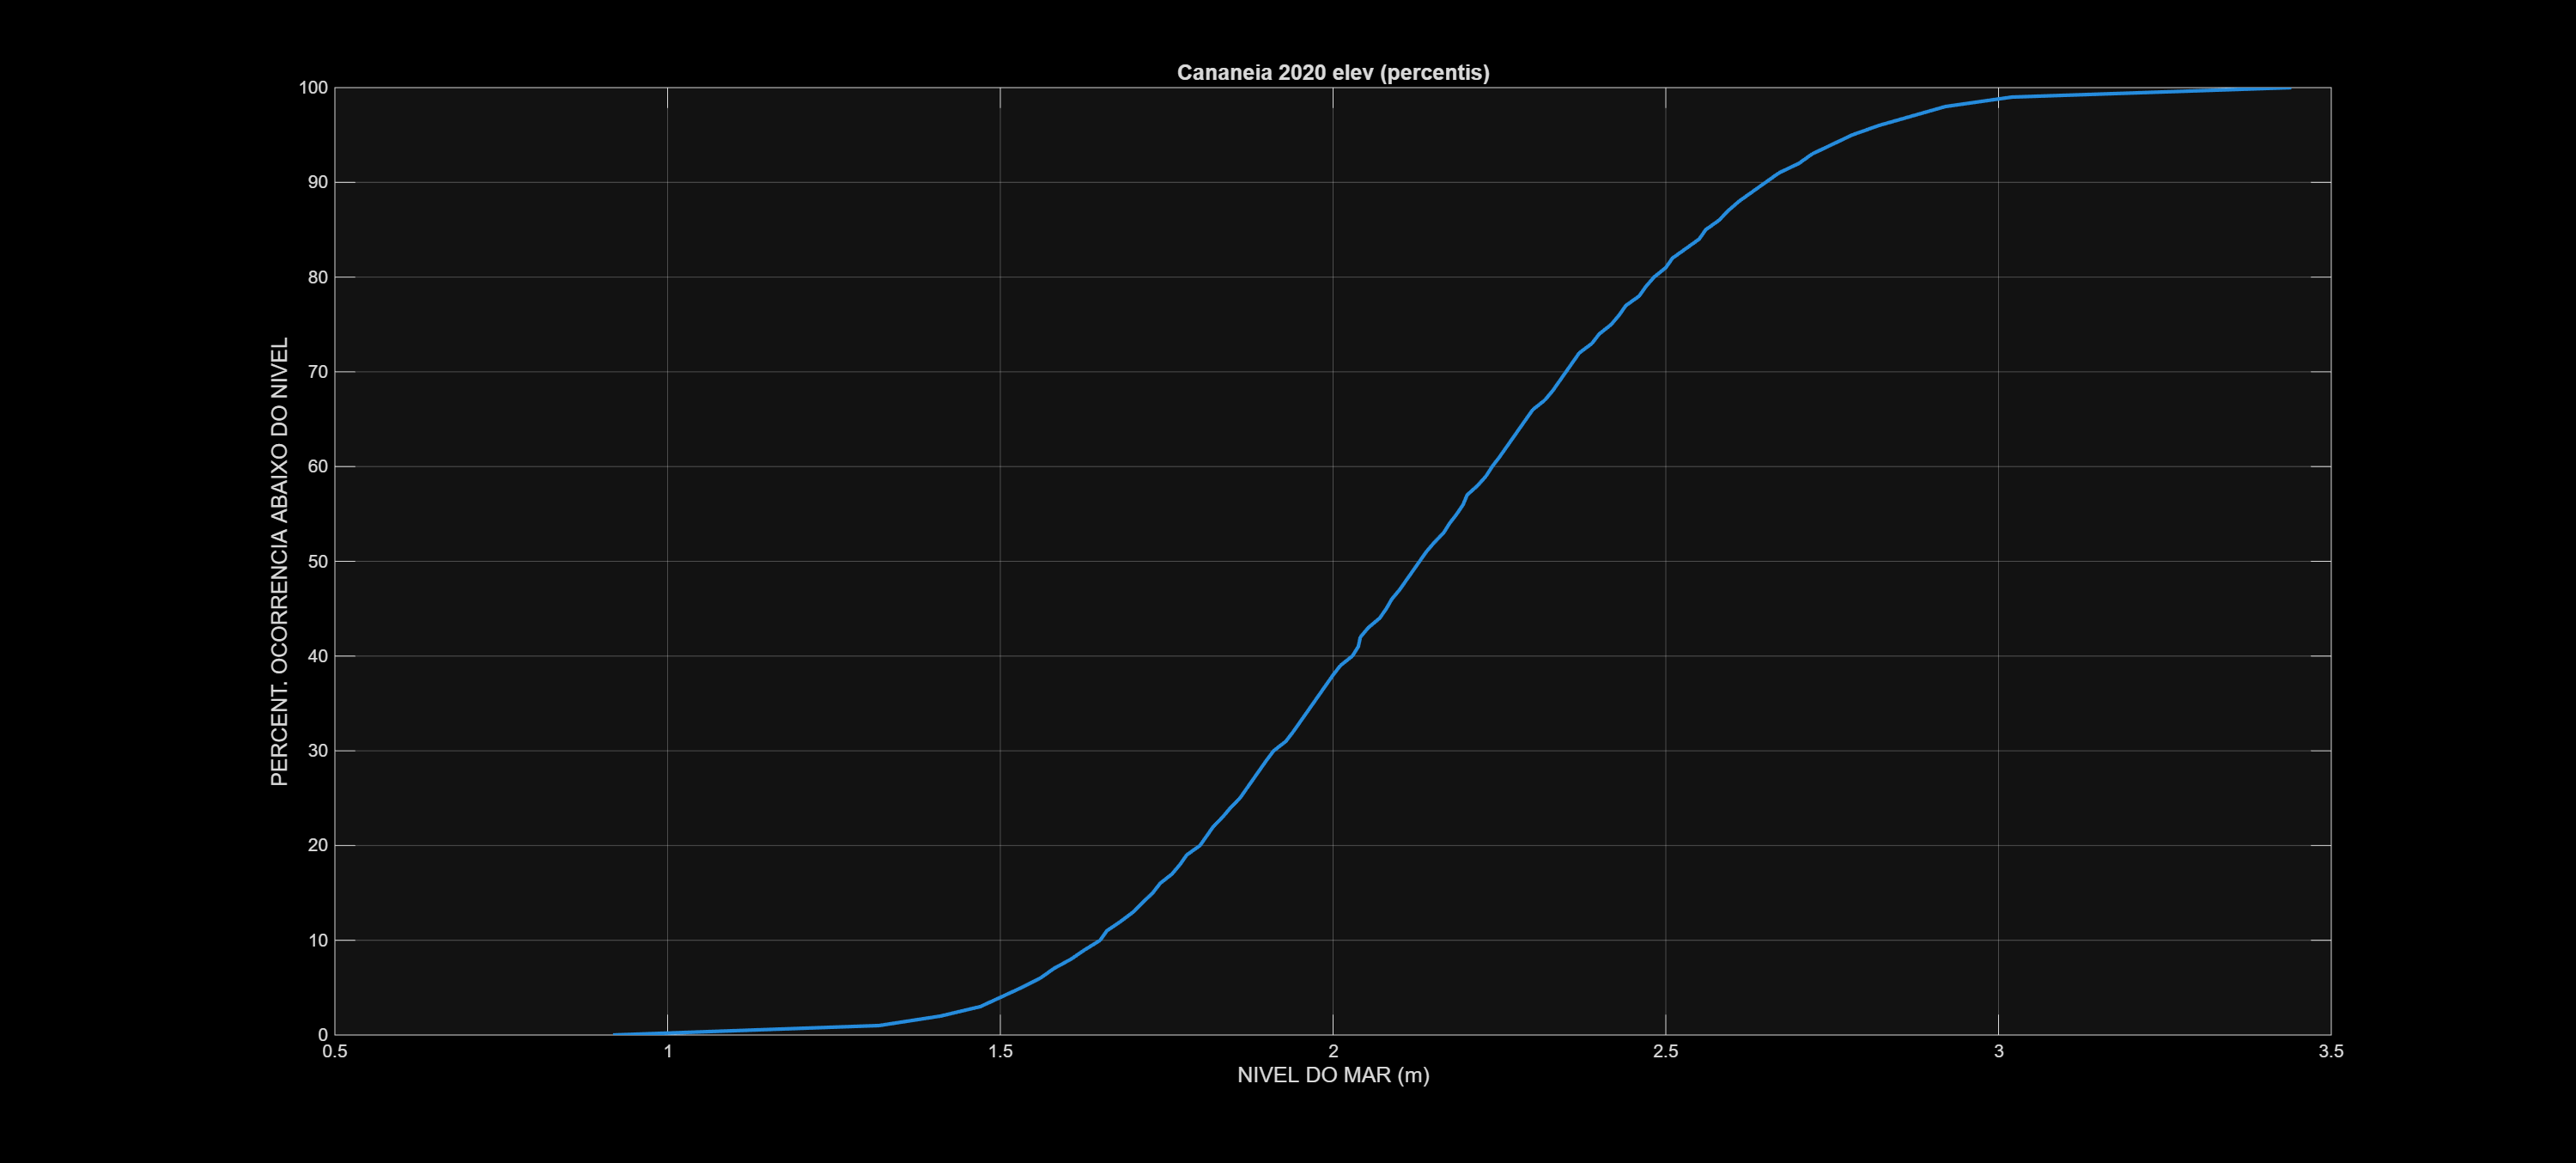 Cananeia 2020 elev (percentis)
PERCENT. OCORRENCIA ABAIXO DO NIVEL
100
90
80
70
60
50
40
30
20
10
0
0.5 1 1.5 2 2.5 3 3.5
NIVEL DO MAR (m)